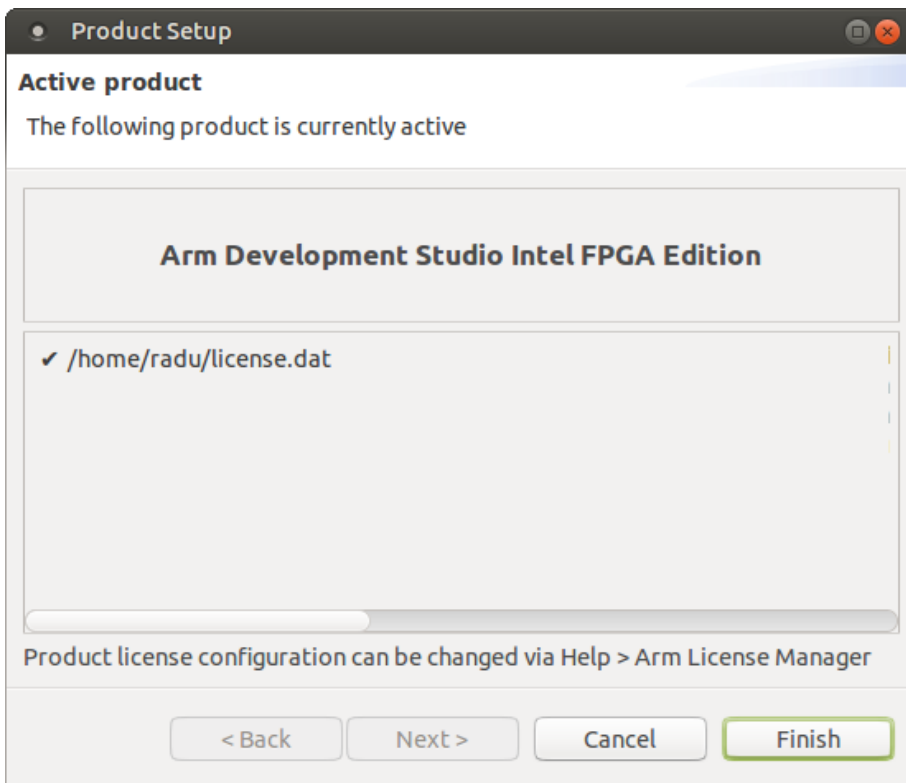 Product Setup
Active product
The following product is currently active
Arm Development Studio Intel FPGA Edition
✔ /home/radu/license.dat
Product license configuration can be changed via Help > Arm License Manager
< Back Next > Cancel Finish